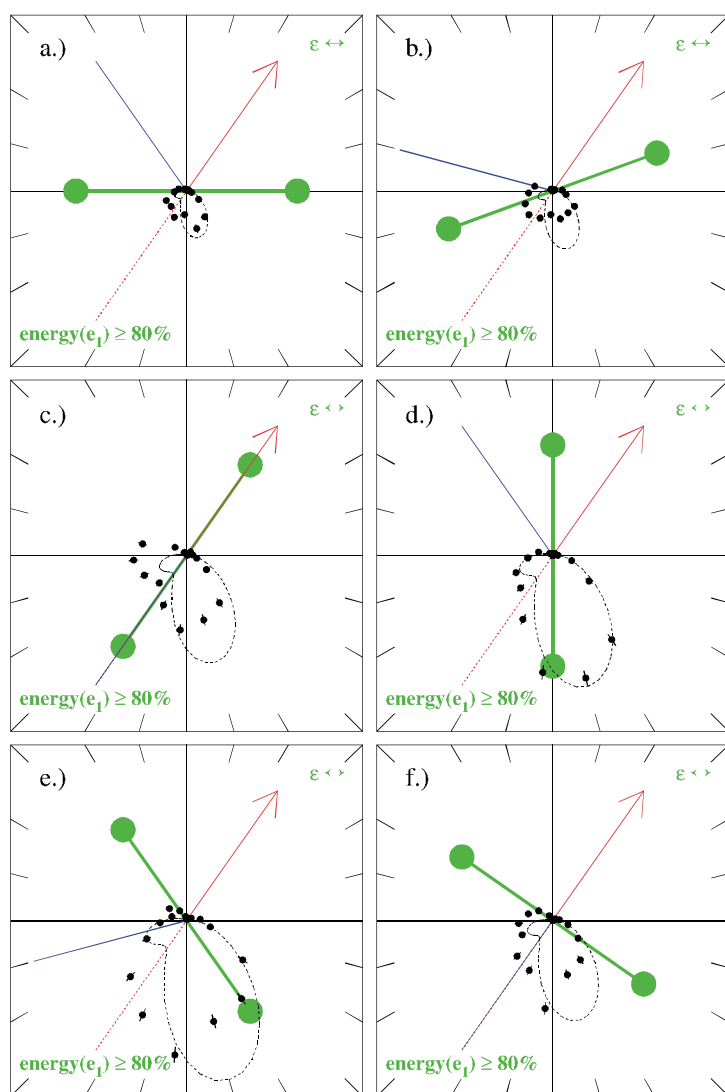 a.) ε ↔
energy(e₁) ≥ 80%
b.) ε ↔
energy(e₁) ≥ 80%
c.) ε ↔
energy(e₁) ≥ 80%
d.) ε ↔
energy(e₁) ≥ 80%
e.) ε ↔
energy(e₁) ≥ 80%
f.) ε ↔
energy(e₁) ≥ 80%